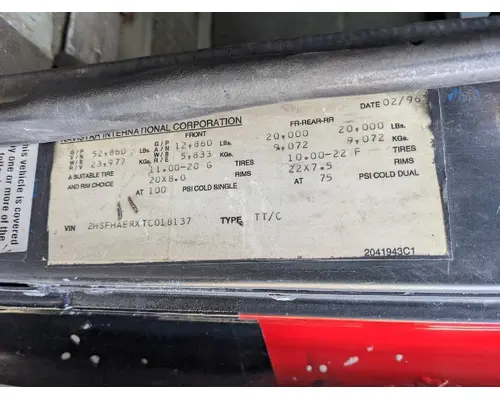 DATE 02/96
NAVISTAR INTERNATIONAL CORPORATION
FRONT FR-REAR-RR
52,860 LBs. 12,860 LBs. 20,000 20,000 LBs.
23,977 KGs. 5,833 KGs. 9,072 9,072 KGs.
A SUITABLE TIRE 11.00-20 G TIRES 10.00-22 F TIRES
AND RIM CHOICE 20X8.0 RIMS 22X7.5 RIMS
AT 100 PSI COLD SINGLE AT 75 PSI COLD DUAL
VIN 2HSFHAERXTC018137 TYPE TT/C
2041943C1
his vehicle is covered
y one or more of the